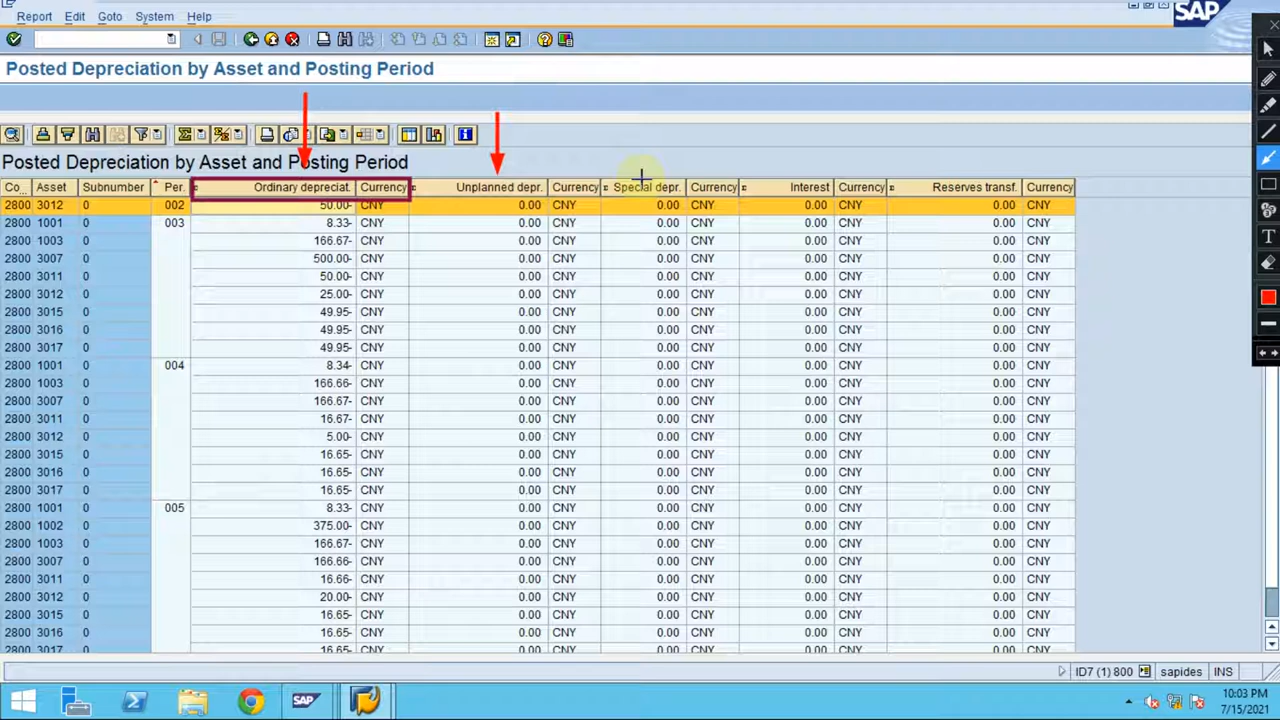 Report Edit Goto System Help
SAP
Posted Depreciation by Asset and Posting Period
Posted Depreciation by Asset and Posting Period
Co... Asset Subnumber Per. Ordinary depreciat. Currency Unplanned depr. Currency Special depr. Currency Interest Currency Reserves transf. Currency
2800 3012 0 002 50.00- CNY 0.00 CNY 0.00 CNY 0.00 CNY 0.00 CNY
2800 1001 0 003 8.33- CNY 0.00 CNY 0.00 CNY 0.00 CNY 0.00 CNY
2800 1003 0 166.67- CNY 0.00 CNY 0.00 CNY 0.00 CNY 0.00 CNY
2800 3007 0 500.00- CNY 0.00 CNY 0.00 CNY 0.00 CNY 0.00 CNY
2800 3011 0 50.00- CNY 0.00 CNY 0.00 CNY 0.00 CNY 0.00 CNY
2800 3012 0 25.00- CNY 0.00 CNY 0.00 CNY 0.00 CNY 0.00 CNY
2800 3015 0 49.95- CNY 0.00 CNY 0.00 CNY 0.00 CNY 0.00 CNY
2800 3016 0 49.95- CNY 0.00 CNY 0.00 CNY 0.00 CNY 0.00 CNY
2800 3017 0 49.95- CNY 0.00 CNY 0.00 CNY 0.00 CNY 0.00 CNY
2800 1001 0 004 8.34- CNY 0.00 CNY 0.00 CNY 0.00 CNY 0.00 CNY
2800 1003 0 166.66- CNY 0.00 CNY 0.00 CNY 0.00 CNY 0.00 CNY
2800 3007 0 166.67- CNY 0.00 CNY 0.00 CNY 0.00 CNY 0.00 CNY
2800 3011 0 16.67- CNY 0.00 CNY 0.00 CNY 0.00 CNY 0.00 CNY
2800 3012 0 5.00- CNY 0.00 CNY 0.00 CNY 0.00 CNY 0.00 CNY
2800 3015 0 16.65- CNY 0.00 CNY 0.00 CNY 0.00 CNY 0.00 CNY
2800 3016 0 16.65- CNY 0.00 CNY 0.00 CNY 0.00 CNY 0.00 CNY
2800 3017 0 16.65- CNY 0.00 CNY 0.00 CNY 0.00 CNY 0.00 CNY
2800 1001 0 005 8.33- CNY 0.00 CNY 0.00 CNY 0.00 CNY 0.00 CNY
2800 1002 0 375.00- CNY 0.00 CNY 0.00 CNY 0.00 CNY 0.00 CNY
2800 1003 0 166.67- CNY 0.00 CNY 0.00 CNY 0.00 CNY 0.00 CNY
2800 3007 0 166.66- CNY 0.00 CNY 0.00 CNY 0.00 CNY 0.00 CNY
2800 3011 0 16.66- CNY 0.00 CNY 0.00 CNY 0.00 CNY 0.00 CNY
2800 3012 0 20.00- CNY 0.00 CNY 0.00 CNY 0.00 CNY 0.00 CNY
2800 3015 0 16.65- CNY 0.00 CNY 0.00 CNY 0.00 CNY 0.00 CNY
2800 3016 0 16.65- CNY 0.00 CNY 0.00 CNY 0.00 CNY 0.00 CNY
2800 3017 0 16.65- CNY 0.00 CNY 0.00 CNY 0.00 CNY 0.00 CNY
ID7 (1) 800 sapides INS
SAP
10:03 PM
7/15/2021